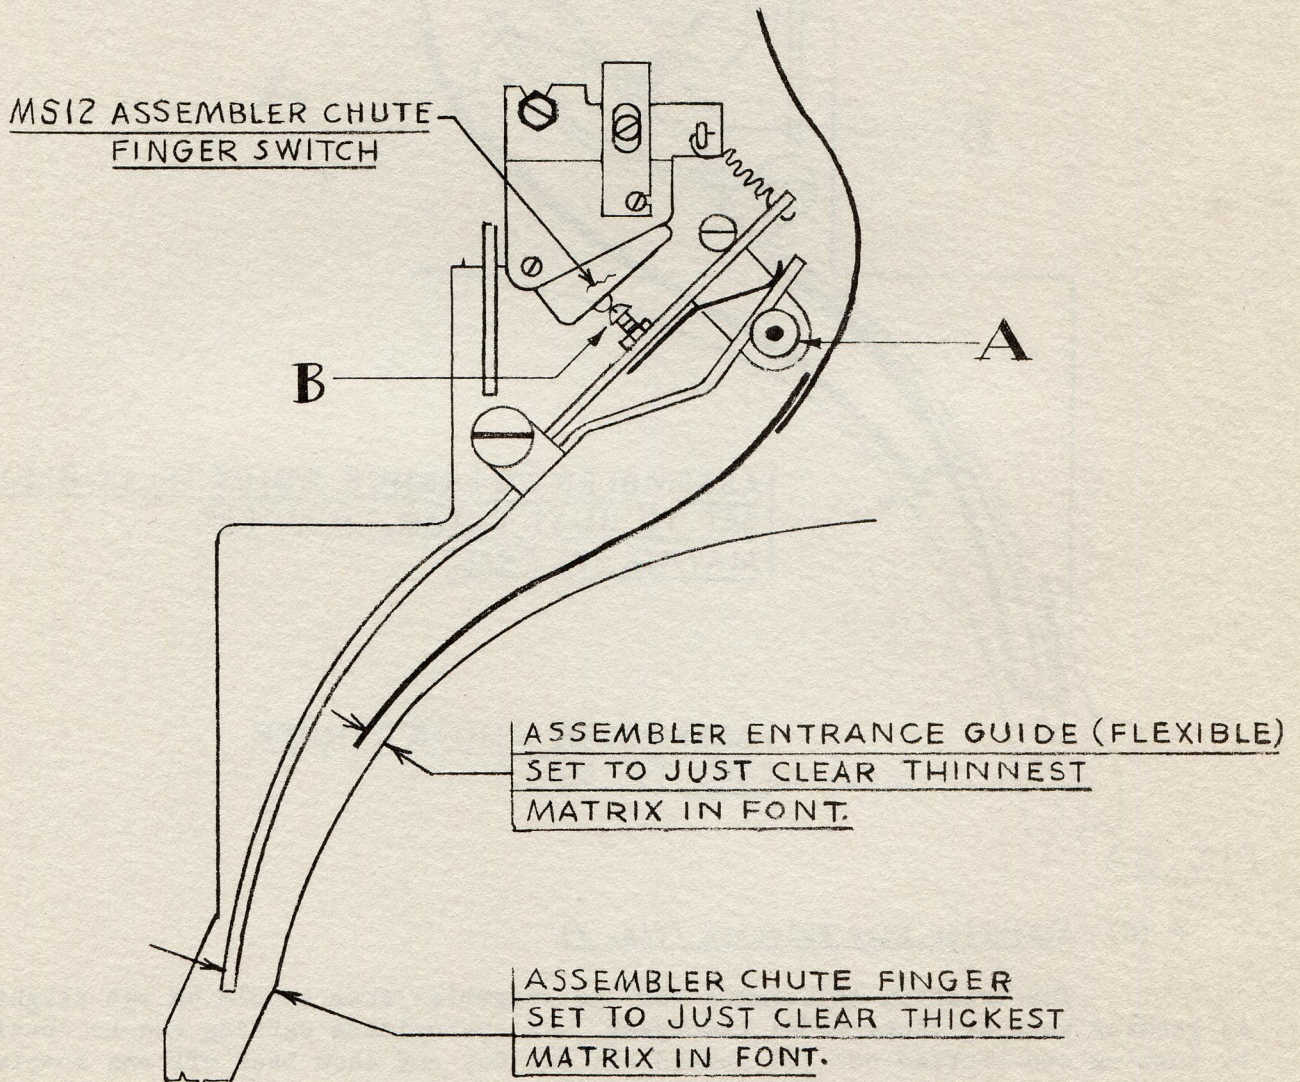 MS12 ASSEMBLER CHUTE
FINGER SWITCH
A
B
ASSEMBLER ENTRANCE GUIDE (FLEXIBLE)
SET TO JUST CLEAR THINNEST
MATRIX IN FONT.
ASSEMBLER CHUTE FINGER
SET TO JUST CLEAR THICKEST
MATRIX IN FONT.